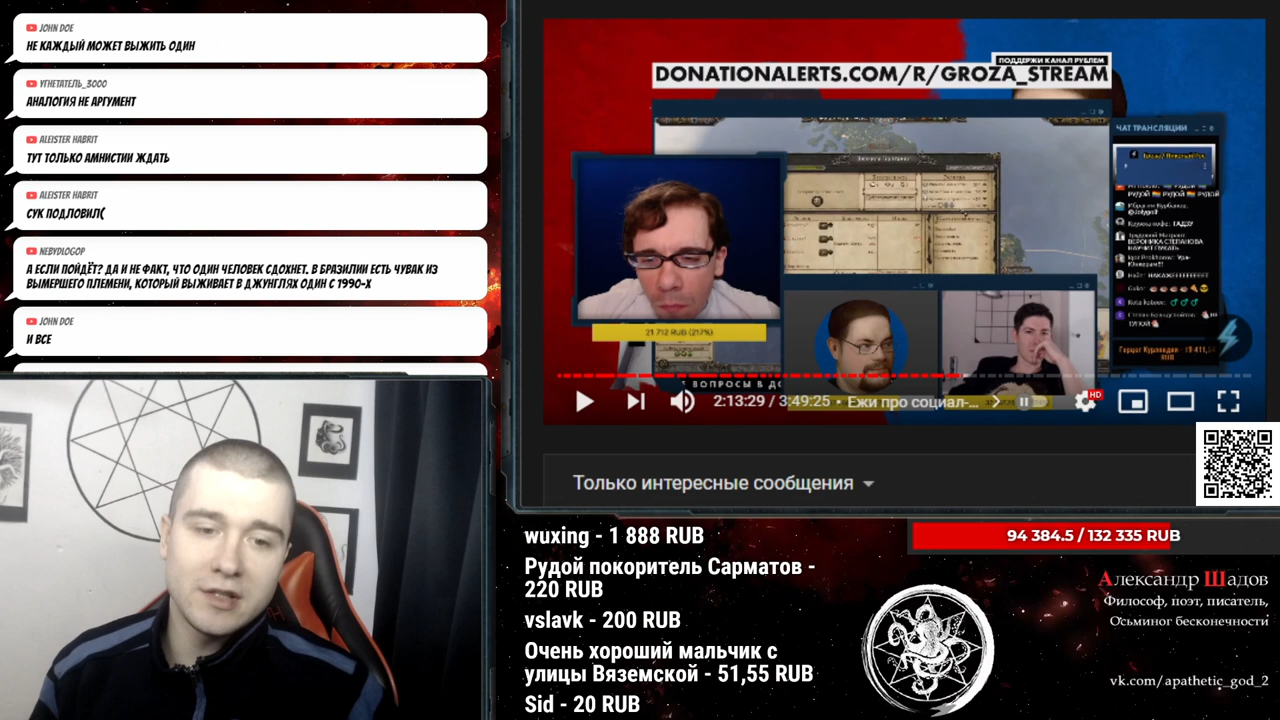 JOHN DOE
НЕ КАЖДЫЙ МОЖЕТ ВЫЖИТЬ ОДИН
УГНЕТАТЕЛЬ_3000
АНАЛОГИЯ НЕ АРГУМЕНТ
ALEISTER HABRIT
ТУТ ТОЛЬКО АМНИСТИИ ЖДАТЬ
ALEISTER HABRIT
СУК ПОДЛОВИЛ(
NEBYDLOGOP
А ЕСЛИ ПОЙДЁТ? ДА И НЕ ФАКТ, ЧТО ОДИН ЧЕЛОВЕК СДОХНЕТ. В БРАЗИЛИИ ЕСТЬ ЧУВАК ИЗ
ВЫМЕРШЕГО ПЛЕМЕНИ, КОТОРЫЙ ВЫЖИВАЕТ В ДЖУНГЛЯХ ОДИН С 1990-Х
JOHN DOE
И ВСЕ
ПОДДЕРЖИ КАНАЛ РУБЛЕМ
DONATIONALERTS.COM/R/GROZA_STREAM
ЧАТ ТРАНСЛЯЦИИ
21 712 RUB (217%)
2:13:29 / 3:49:25 • Ежи про социал-...
HD
Только интересные сообщения
wuxing - 1 888 RUB
Рудой покоритель Сарматов -
220 RUB
vslavk - 200 RUB
Очень хороший мальчик с
улицы Вяземской - 51,55 RUB
Sid - 20 RUB
94 384.5 / 132 335 RUB
Александр Шадов
Философ, поэт, писатель,
Осьминог бесконечности
vk.com/apathetic_god_2